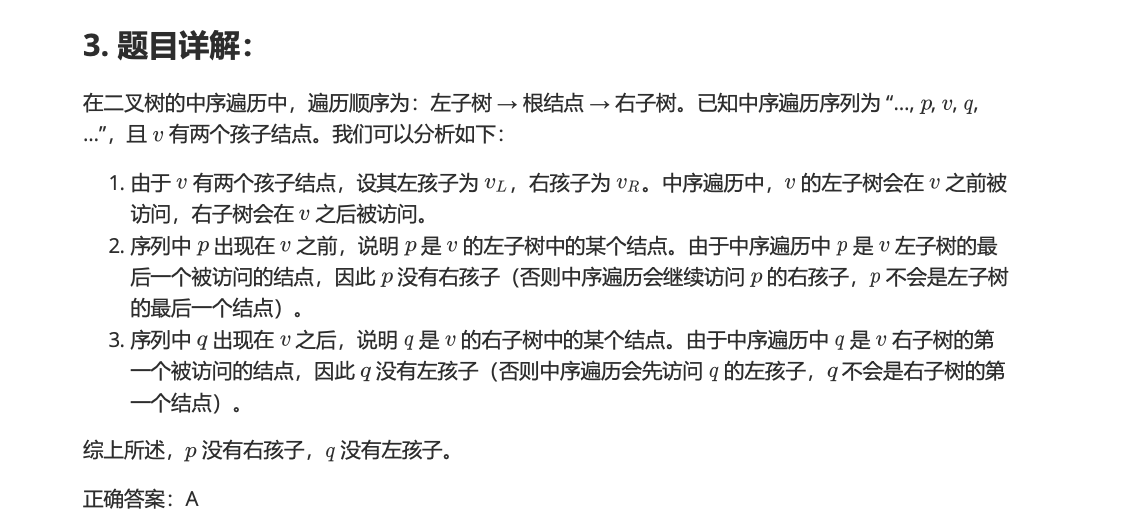 3. 题目详解：
在二叉树的中序遍历中，遍历顺序为：左子树 → 根结点 → 右子树。已知中序遍历序列为 “..., p, v, q,
...”，且 v 有两个孩子结点。我们可以分析如下：
1. 由于 v 有两个孩子结点，设其左孩子为 v_L，右孩子为 v_R。中序遍历中，v 的左子树会在 v 之前被
访问，右子树会在 v 之后被访问。
2. 序列中 p 出现在 v 之前，说明 p 是 v 的左子树中的某个结点。由于中序遍历中 p 是 v 左子树的最
后一个被访问的结点，因此 p 没有右孩子（否则中序遍历会继续访问 p 的右孩子，p 不会是左子树
的最后一个结点）。
3. 序列中 q 出现在 v 之后，说明 q 是 v 的右子树中的某个结点。由于中序遍历中 q 是 v 右子树的第
一个被访问的结点，因此 q 没有左孩子（否则中序遍历会先访问 q 的左孩子，q 不会是右子树的第
一个结点）。
综上所述，p 没有右孩子，q 没有左孩子。
正确答案：A